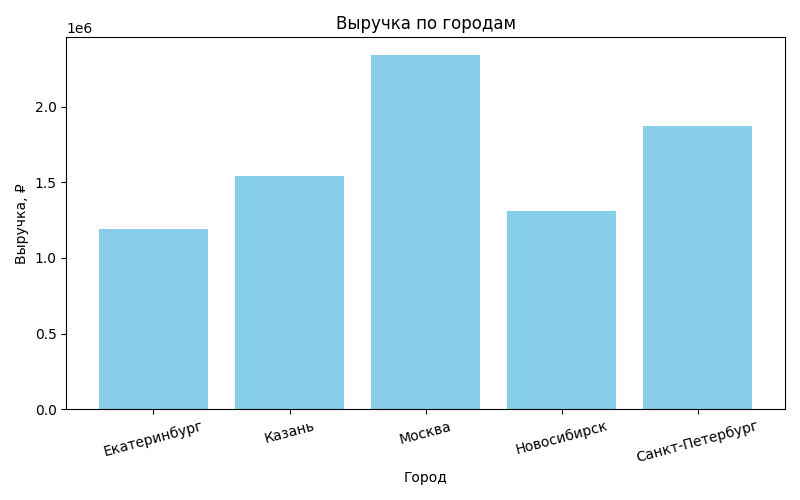 Выручка по городам
1e6
Выручка, ₽
2.0
1.5
1.0
0.5
0.0
Екатеринбург
Казань
Москва
Новосибирск
Санкт-Петербург
Город